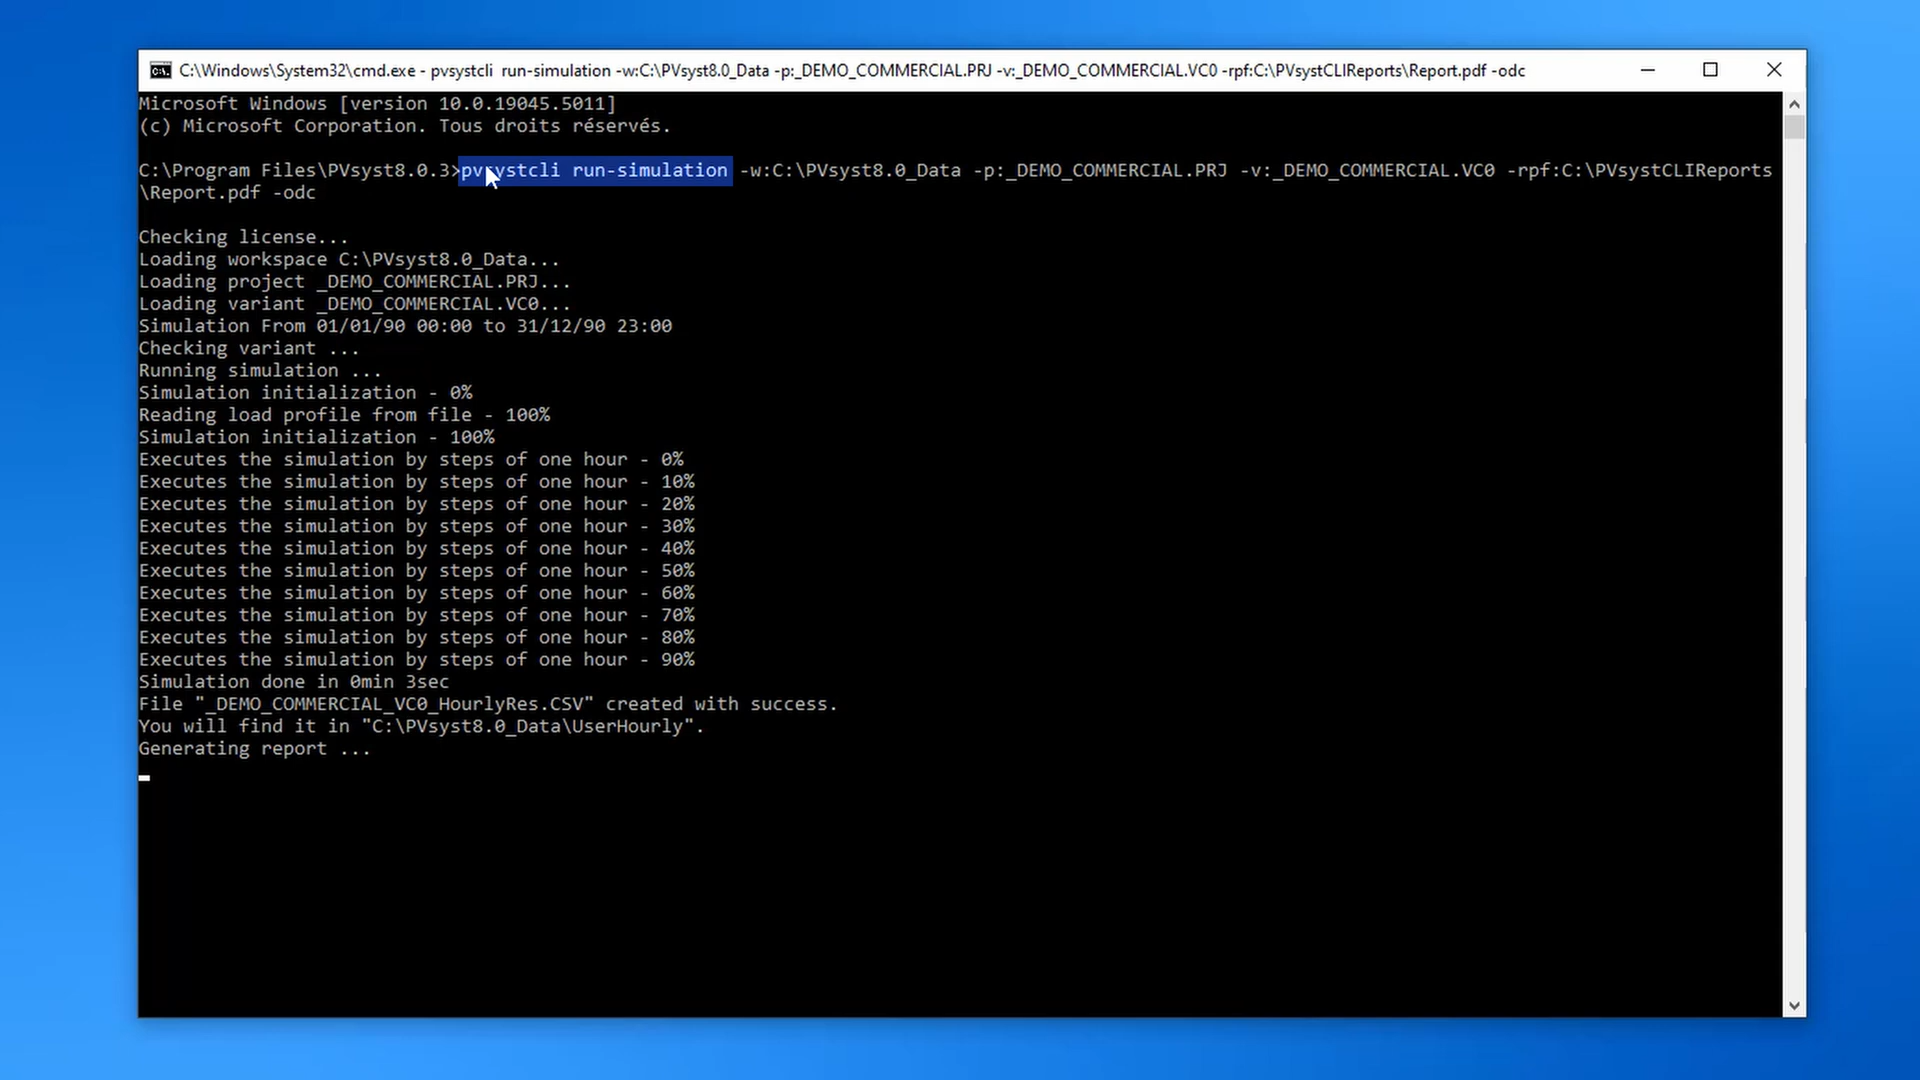 C:\Windows\System32\cmd.exe - pvsystcli  run-simulation -w:C:\PVsyst8.0_Data -p:_DEMO_COMMERCIAL.PRJ -v:_DEMO_COMMERCIAL.VC0 -rpf:C:\PVsystCLIReports\Report.pdf -odc
Microsoft Windows [version 10.0.19045.5011]
(c) Microsoft Corporation. Tous droits réservés.
C:\Program Files\PVsyst8.0.3>pvsystcli run-simulation -w:C:\PVsyst8.0_Data -p:_DEMO_COMMERCIAL.PRJ -v:_DEMO_COMMERCIAL.VC0 -rpf:C:\PVsystCLIReports
\Report.pdf -odc
Checking license...
Loading workspace C:\PVsyst8.0_Data...
Loading project _DEMO_COMMERCIAL.PRJ...
Loading variant _DEMO_COMMERCIAL.VC0...
Simulation From 01/01/90 00:00 to 31/12/90 23:00
Checking variant ...
Running simulation ...
Simulation initialization - 0%
Reading load profile from file - 100%
Simulation initialization - 100%
Executes the simulation by steps of one hour - 0%
Executes the simulation by steps of one hour - 10%
Executes the simulation by steps of one hour - 20%
Executes the simulation by steps of one hour - 30%
Executes the simulation by steps of one hour - 40%
Executes the simulation by steps of one hour - 50%
Executes the simulation by steps of one hour - 60%
Executes the simulation by steps of one hour - 70%
Executes the simulation by steps of one hour - 80%
Executes the simulation by steps of one hour - 90%
Simulation done in 0min 3sec
File "_DEMO_COMMERCIAL_VC0_HourlyRes.CSV" created with success.
You will find it in "C:\PVsyst8.0_Data\UserHourly".
Generating report ...